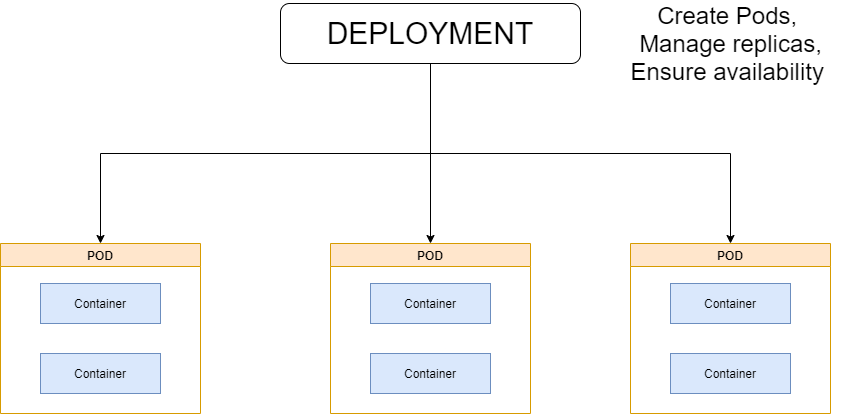 DEPLOYMENT
Create Pods,
Manage replicas,
Ensure availability
POD
POD
POD
Container
Container
Container
Container
Container
Container